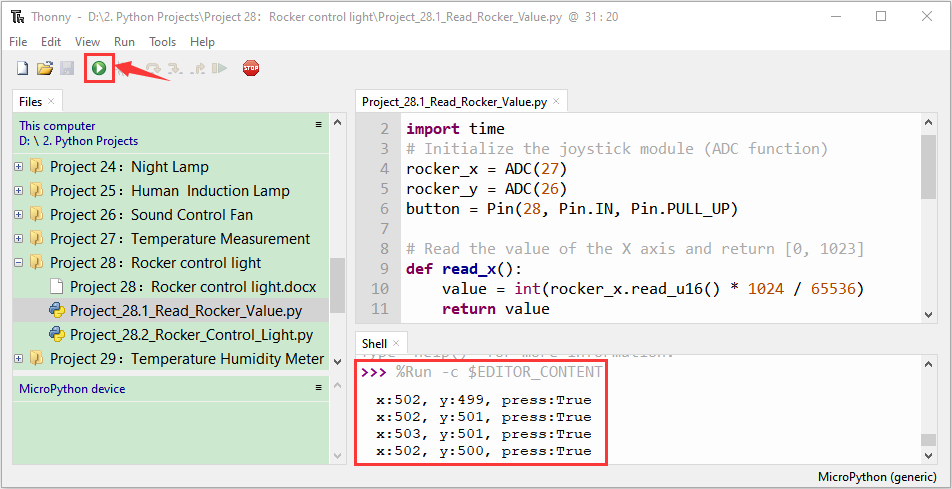 Thonny - D:\2. Python Projects\Project 28：Rocker control light\Project_28.1_Read_Rocker_Value.py @ 31 : 20
File Edit View Run Tools Help
STOP
Files
This computer
D: \ 2. Python Projects
Project 24：Night Lamp
Project 25：Human Induction Lamp
Project 26：Sound Control Fan
Project 27：Temperature Measurement
Project 28：Rocker control light
Project 28：Rocker control light.docx
Project_28.1_Read_Rocker_Value.py
Project_28.2_Rocker_Control_Light.py
Project 29：Temperature Humidity Meter
MicroPython device
Project_28.1_Read_Rocker_Value.py
2 import time
3 # Initialize the joystick module (ADC function)
4 rocker_x = ADC(27)
5 rocker_y = ADC(26)
6 button = Pin(28, Pin.IN, Pin.PULL_UP)
7
8 # Read the value of the X axis and return [0, 1023]
9 def read_x():
10 value = int(rocker_x.read_u16() * 1024 / 65536)
11 return value
Shell
Type "help()" for more information.
>>> %Run -c $EDITOR_CONTENT
x:502, y:499, press:True
x:502, y:501, press:True
x:503, y:501, press:True
x:502, y:500, press:True
MicroPython (generic)